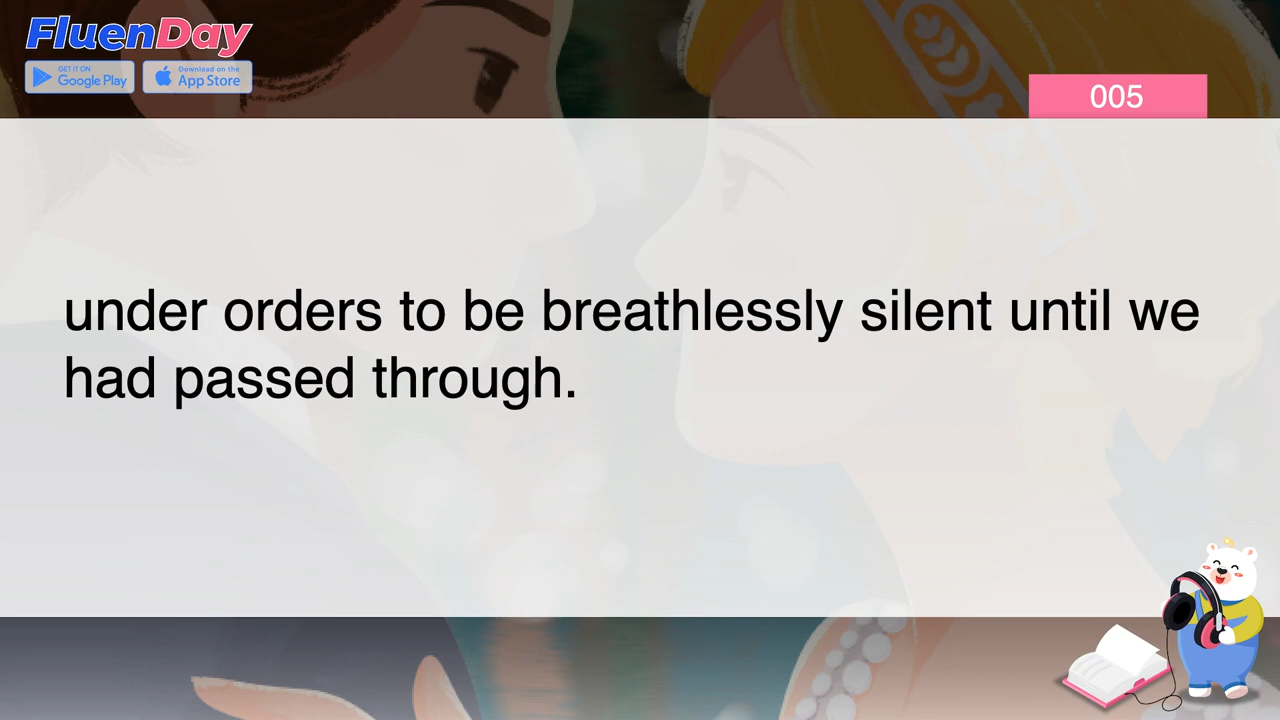 FluenDay
GET IT ON
Google Play
Download on the
App Store
005
under orders to be breathlessly silent until we
had passed through.